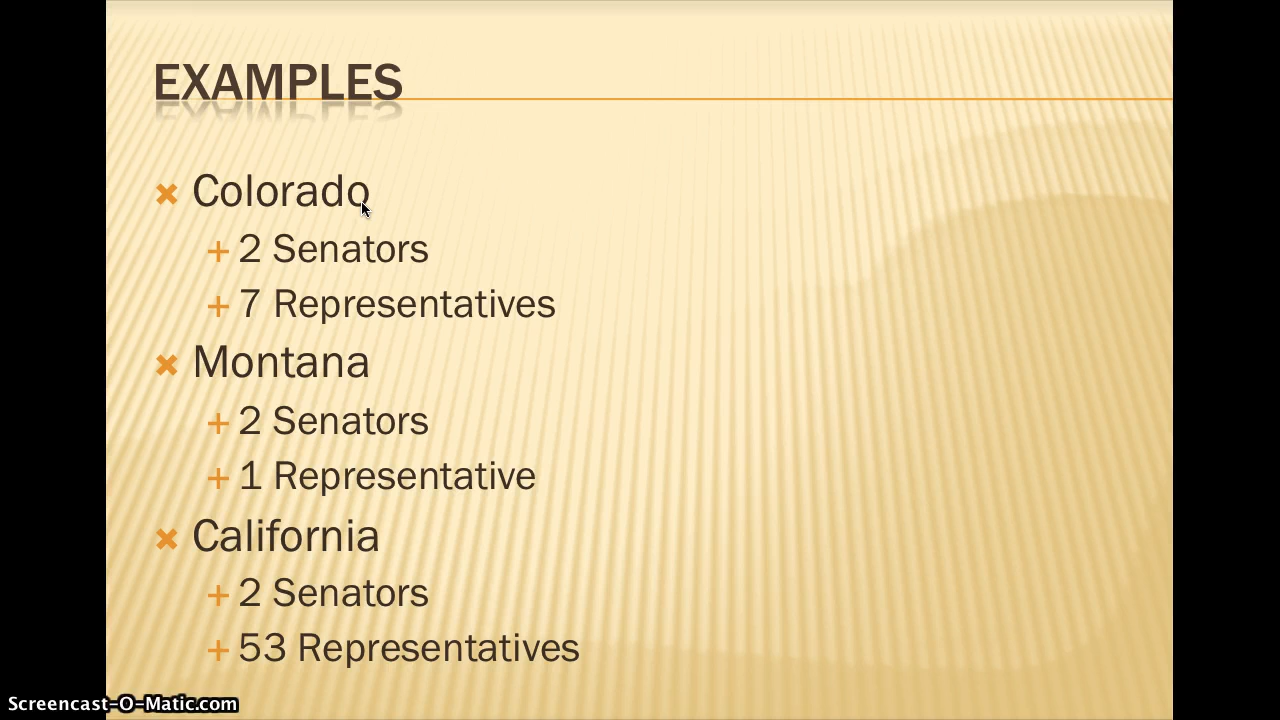 EXAMPLES
Colorado
2 Senators
7 Representatives
Montana
2 Senators
1 Representative
California
2 Senators
53 Representatives
Screencast-O-Matic.com